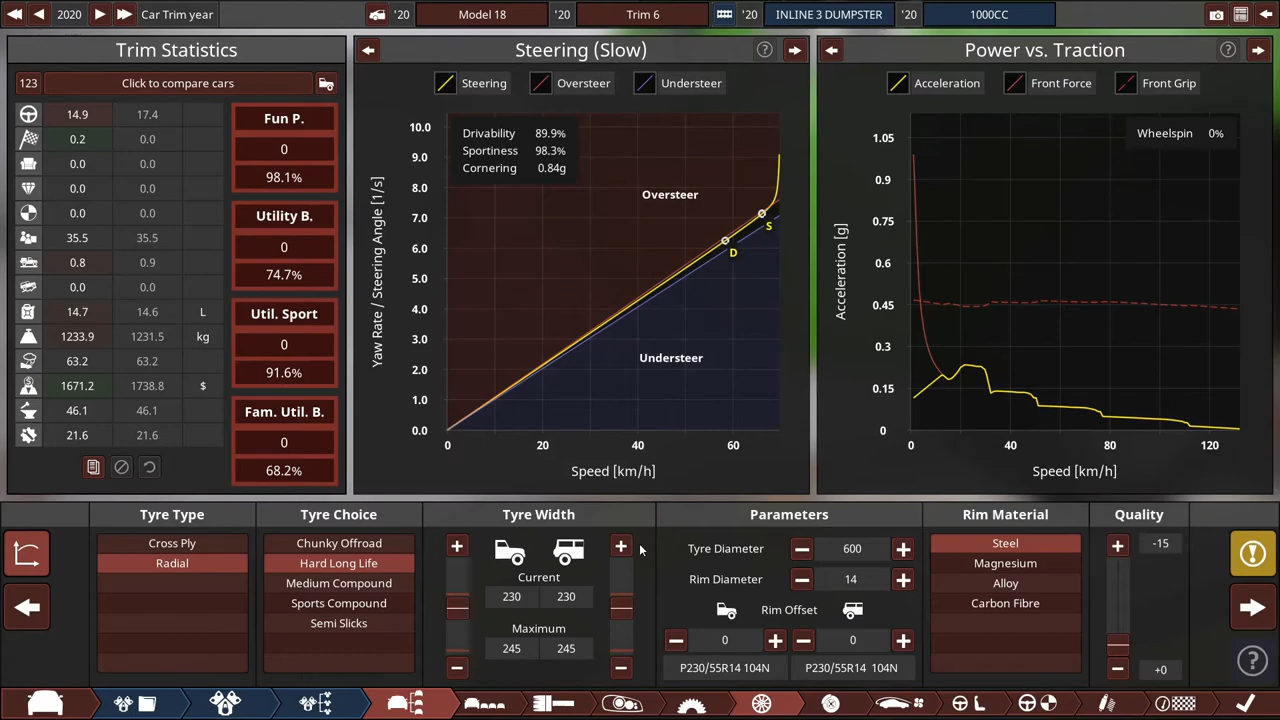 2020 Car Trim year '20 Model 18 '20 Trim 6 '20 INLINE 3 DUMPSTER '20 1000CC
Trim Statistics
123 Click to compare cars
14.9 17.4
0.2 0.0
0.0 0.0
0.0 0.0
0.0 0.0
35.5 35.5
0.8 0.9
0.0 0.0
14.7 14.6 L
1233.9 1231.5 kg
63.2 63.2
1671.2 1738.8 $
46.1 46.1
21.6 21.6
Fun P.
0
98.1%
Utility B.
0
74.7%
Util. Sport
0
91.6%
Fam. Util. B.
0
68.2%
Steering (Slow) ?
Steering Oversteer Understeer
Drivability 89.9%
Sportiness 98.3%
Cornering 0.84g
Yaw Rate / Steering Angle [1/s]
10.0
9.0
8.0
7.0
6.0
5.0
4.0
3.0
2.0
1.0
0.0
Oversteer
S
D
Understeer
0 20 40 60
Speed [km/h]
Power vs. Traction ?
Acceleration Front Force Front Grip
Wheelspin 0%
Acceleration [g]
1.05
0.9
0.75
0.6
0.45
0.3
0.15
0
0 40 80 120
Speed [km/h]
Tyre Type
Cross Ply
Radial
Tyre Choice
Chunky Offroad
Hard Long Life
Medium Compound
Sports Compound
Semi Slicks
Tyre Width
+ +
Current
230 230
Maximum
245 245
− −
Parameters
Tyre Diameter − 600 +
Rim Diameter − 14 +
Rim Offset
− 0 + − 0 +
P230/55R14 104N P230/55R14 104N
Rim Material
Steel
Magnesium
Alloy
Carbon Fibre
Quality
+ -15
− +0
!
?